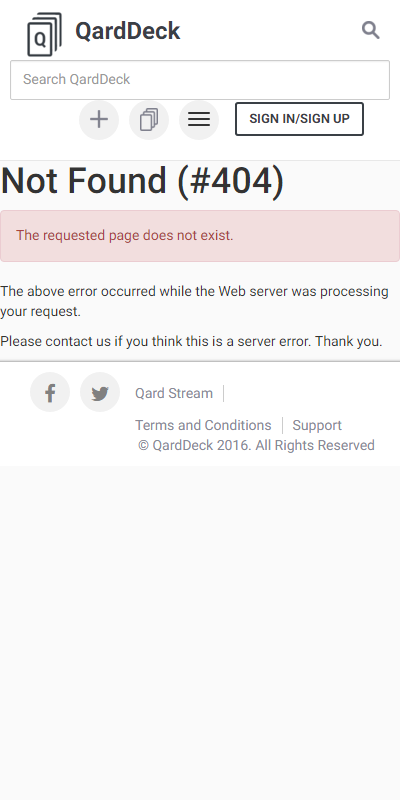 Q QardDeck
Search QardDeck
SIGN IN/SIGN UP
Not Found (#404)
The requested page does not exist.
The above error occurred while the Web server was processing
your request.
Please contact us if you think this is a server error. Thank you.
Qard Stream
Terms and Conditions Support
© QardDeck 2016. All Rights Reserved